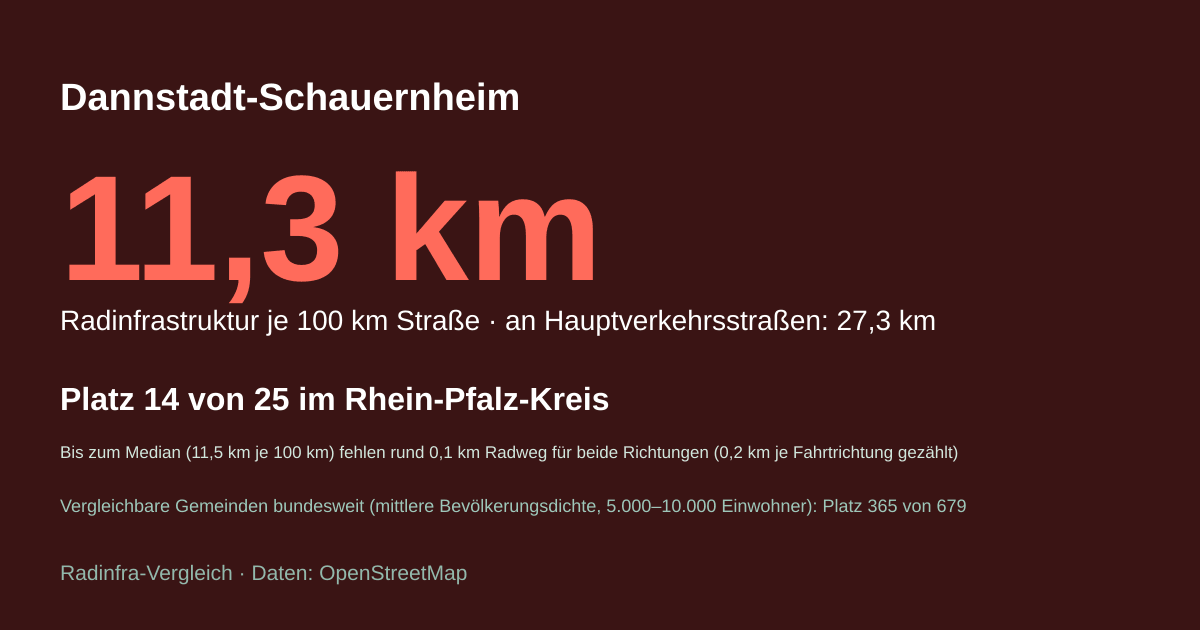 Dannstadt-Schauernheim
11,3 km
Radinfrastruktur je 100 km Straße · an Hauptverkehrsstraßen: 27,3 km
Platz 14 von 25 im Rhein-Pfalz-Kreis
Bis zum Median (11,5 km je 100 km) fehlen rund 0,1 km Radweg für beide Richtungen (0,2 km je Fahrtrichtung gezählt)
Vergleichbare Gemeinden bundesweit (mittlere Bevölkerungsdichte, 5.000–10.000 Einwohner): Platz 365 von 679
Radinfra-Vergleich · Daten: OpenStreetMap